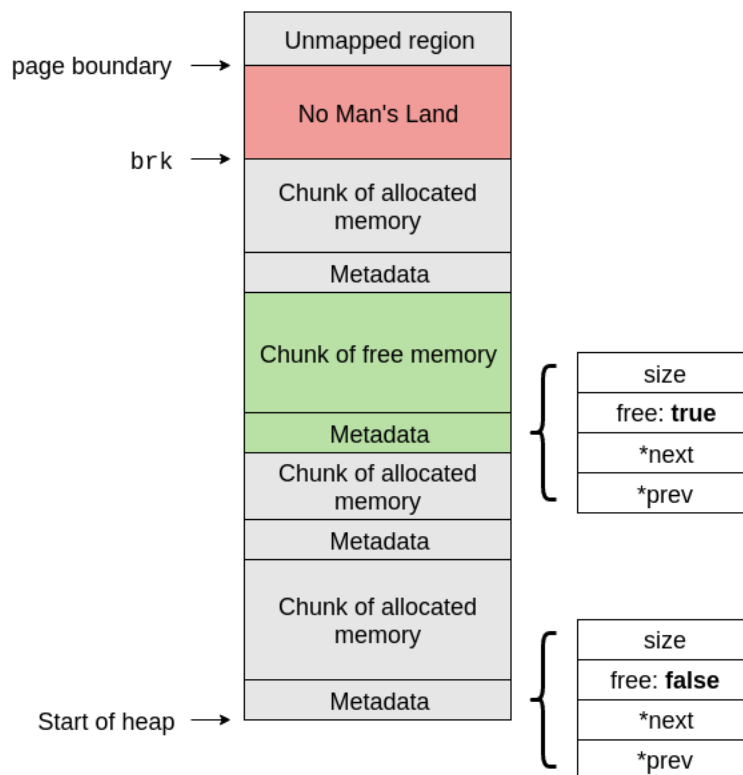 Unmapped region
page boundary
No Man's Land
brk
Chunk of allocated
memory
Metadata
Chunk of free memory
Metadata
size
free: true
*next
*prev
Chunk of allocated
memory
Metadata
Chunk of allocated
memory
Metadata
Start of heap
size
free: false
*next
*prev